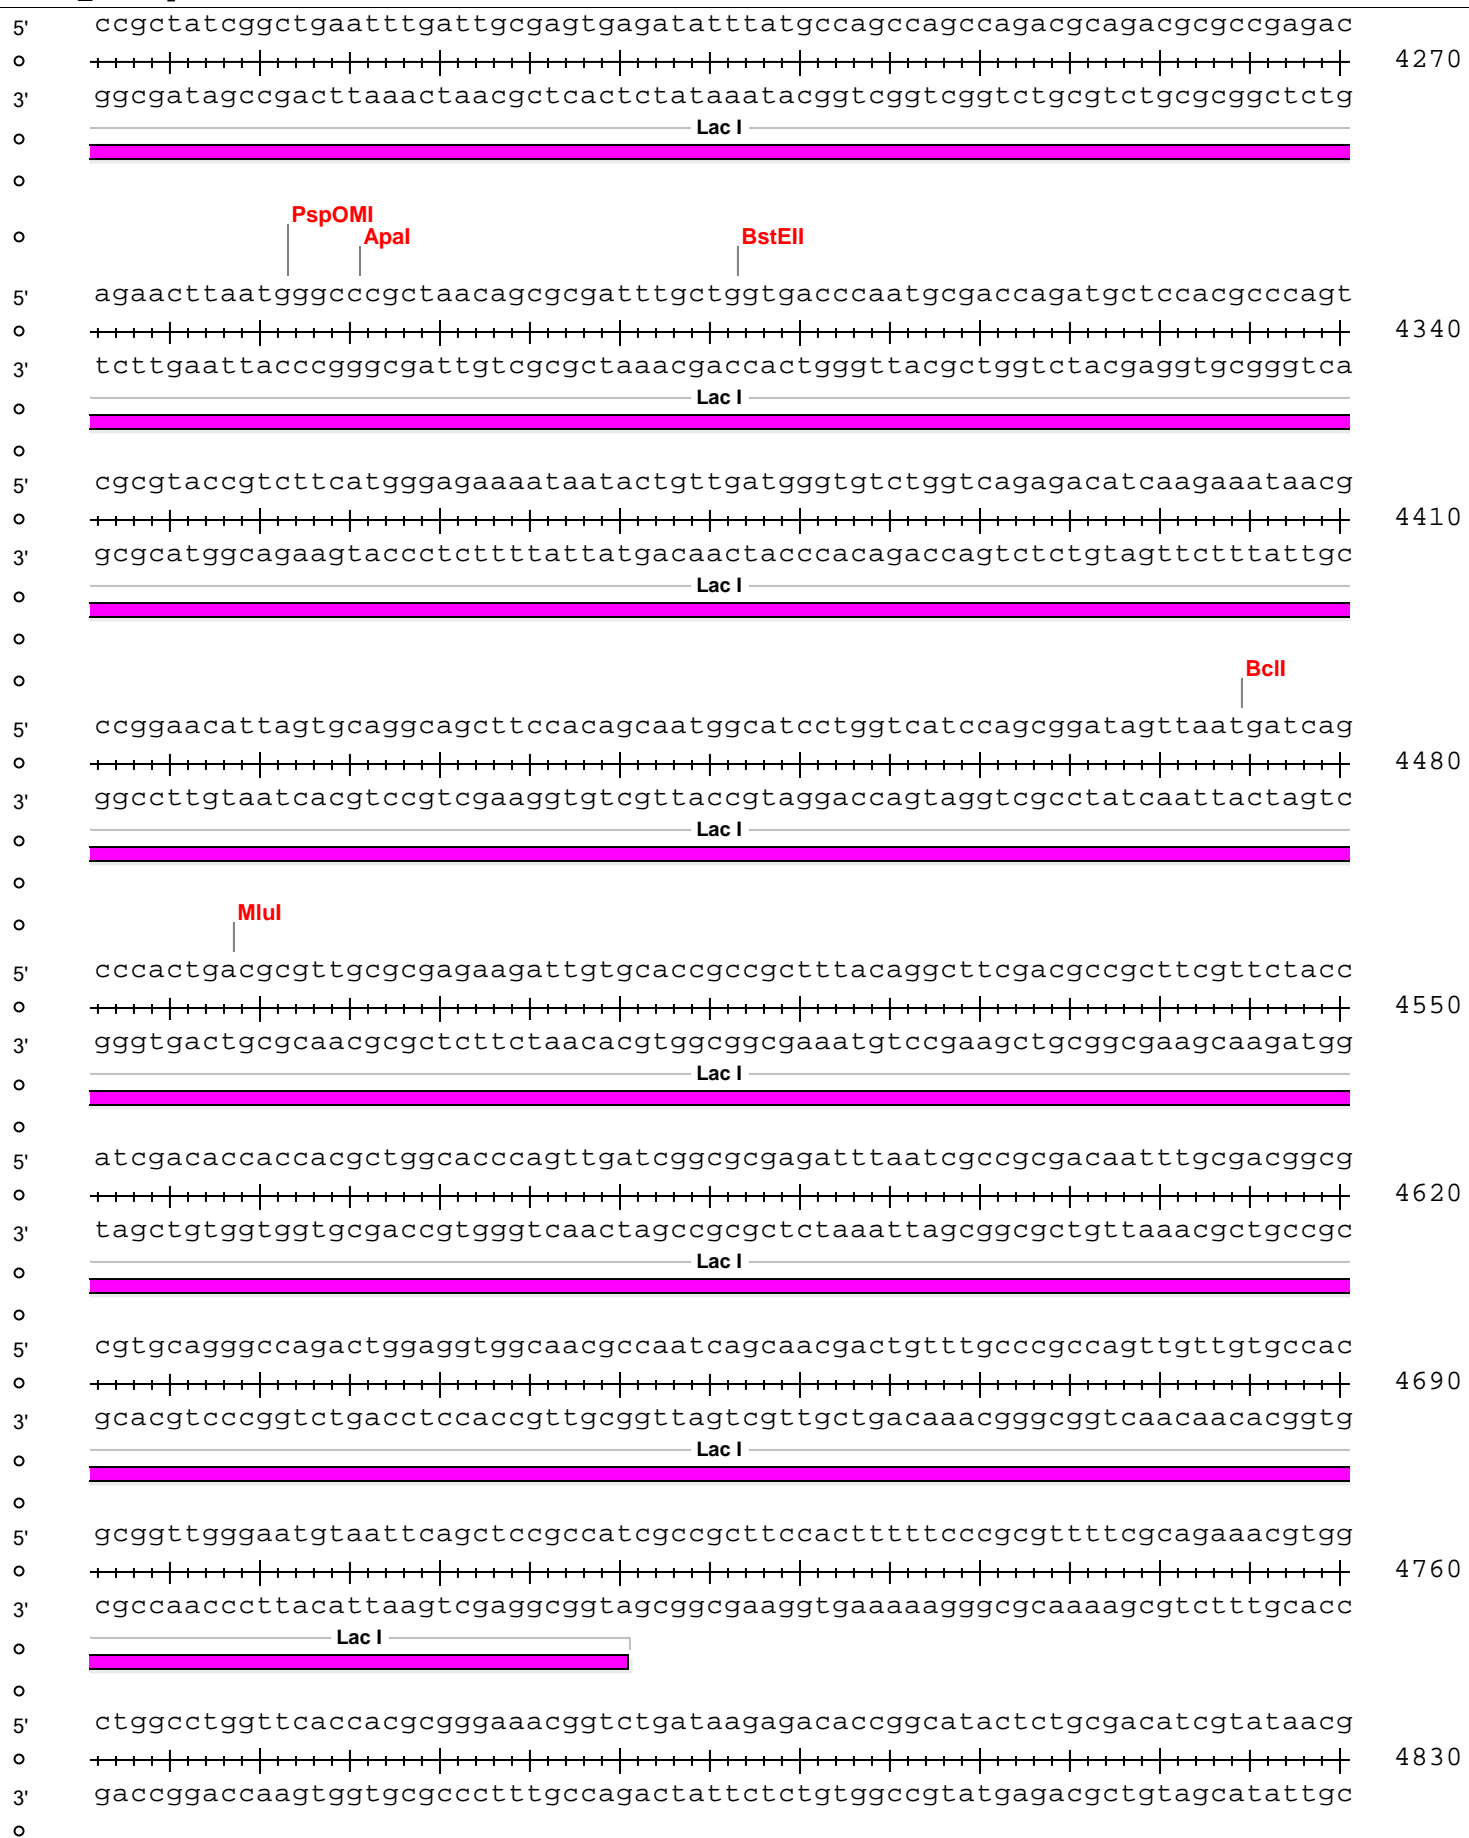 5' ccgctatcggctgaatttgattgcgagtgagatatttatgccagccagccagacgcagacgcgccgagac
4270
3' ggcgatagccgacttaaactaacgctcactctataaatacggtcggtcggtctgcgtctgcgcggctctg
Lac I
PspOMI
ApaI BstEII
5' agaacttaatgggcccgctaacagcgcgatttgctggtgacccaatgcgaccagatgctccacgcccagt
4340
3' tcttgaattacccgggcgattgtcgcgctaaacgaccactgggttacgctggtctacgaggtgcgggtca
Lac I
5' cgcgtaccgtcttcatgggagaaaataatactgttgatgggtgtctggtcagagacatcaagaaataacg
4410
3' gcgcatggcagaagtaccctcttttattatgacaactacccacagaccagtctctgtagttctttattgc
Lac I
BclI
5' ccggaacattagtgcaggcagcttccacagcaatggcatcctggtcatccagcggatagttaatgatcag
4480
3' ggccttgtaatcacgtccgtcgaaggtgtcgttaccgtaggaccagtaggtcgcctatcaattactagtc
Lac I
MluI
5' cccactgacgcgttgcgcgagaagattgtgcaccgccgctttacaggcttcgacgccgcttcgttctacc
4550
3' gggtgactgcgcaacgcgctcttctaacacgtggcggcgaaatgtccgaagctgcggcgaagcaagatgg
Lac I
5' atcgacaccaccacgctggcacccagttgatcggcgcgagatttaatcgccgcgacaatttgcgacggcg
4620
3' tagctgtggtggtgcgaccgtgggtcaactagccgcgctctaaattagcggcgctgttaaacgctgccgc
Lac I
5' cgtgcagggccagactggaggtggcaacgccaatcagcaacgactgtttgcccgccagttgttgtgccac
4690
3' gcacgtcccggtctgacctccaccgttgcggttagtcgttgctgacaaacgggcggtcaacaacacggtg
Lac I
5' gcggttgggaatgtaattcagctccgccatcgccgcttccactttttcccgcgttttcgcagaaacgtgg
4760
3' cgccaacccttacattaagtcgaggcggtagcggcgaaggtgaaaaagggcgcaaaagcgtctttgcacc
Lac I
5' ctggcctggttcaccacgcgggaaacggtctgataagagacaccggcatactctgcgacatcgtataacg
4830
3' gaccggaccaagtggtgcgccctttgccagactattctctgtggccgtatgagacgctgtagcatattgc